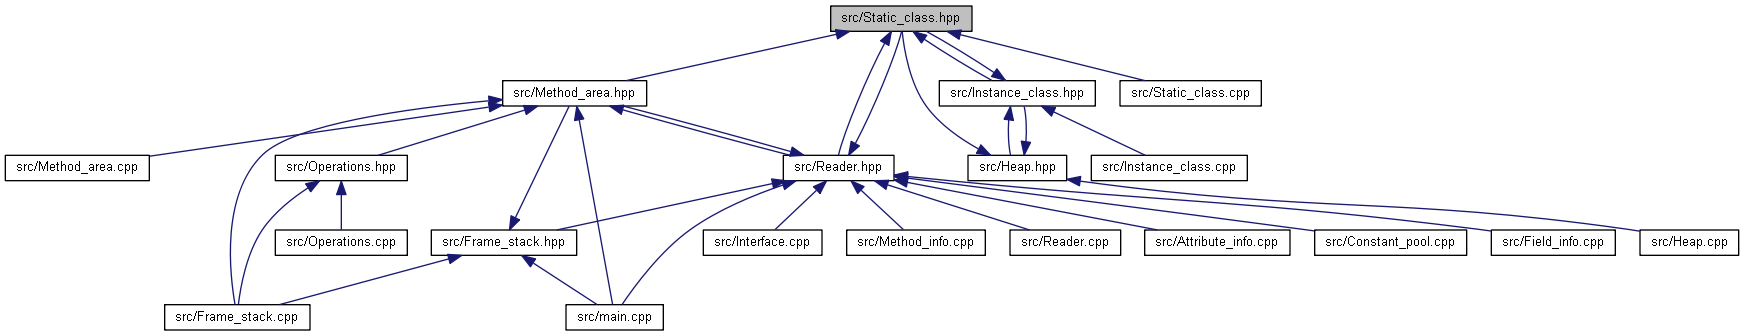 src/Static_class.hpp
src/Method_area.hpp
src/Instance_class.hpp
src/Static_class.cpp
src/Method_area.cpp
src/Operations.hpp
src/Reader.hpp
src/Heap.hpp
src/Instance_class.cpp
src/Operations.cpp
src/Frame_stack.hpp
src/Interface.cpp
src/Method_info.cpp
src/Reader.cpp
src/Attribute_info.cpp
src/Constant_pool.cpp
src/Field_info.cpp
src/Heap.cpp
src/Frame_stack.cpp
src/main.cpp